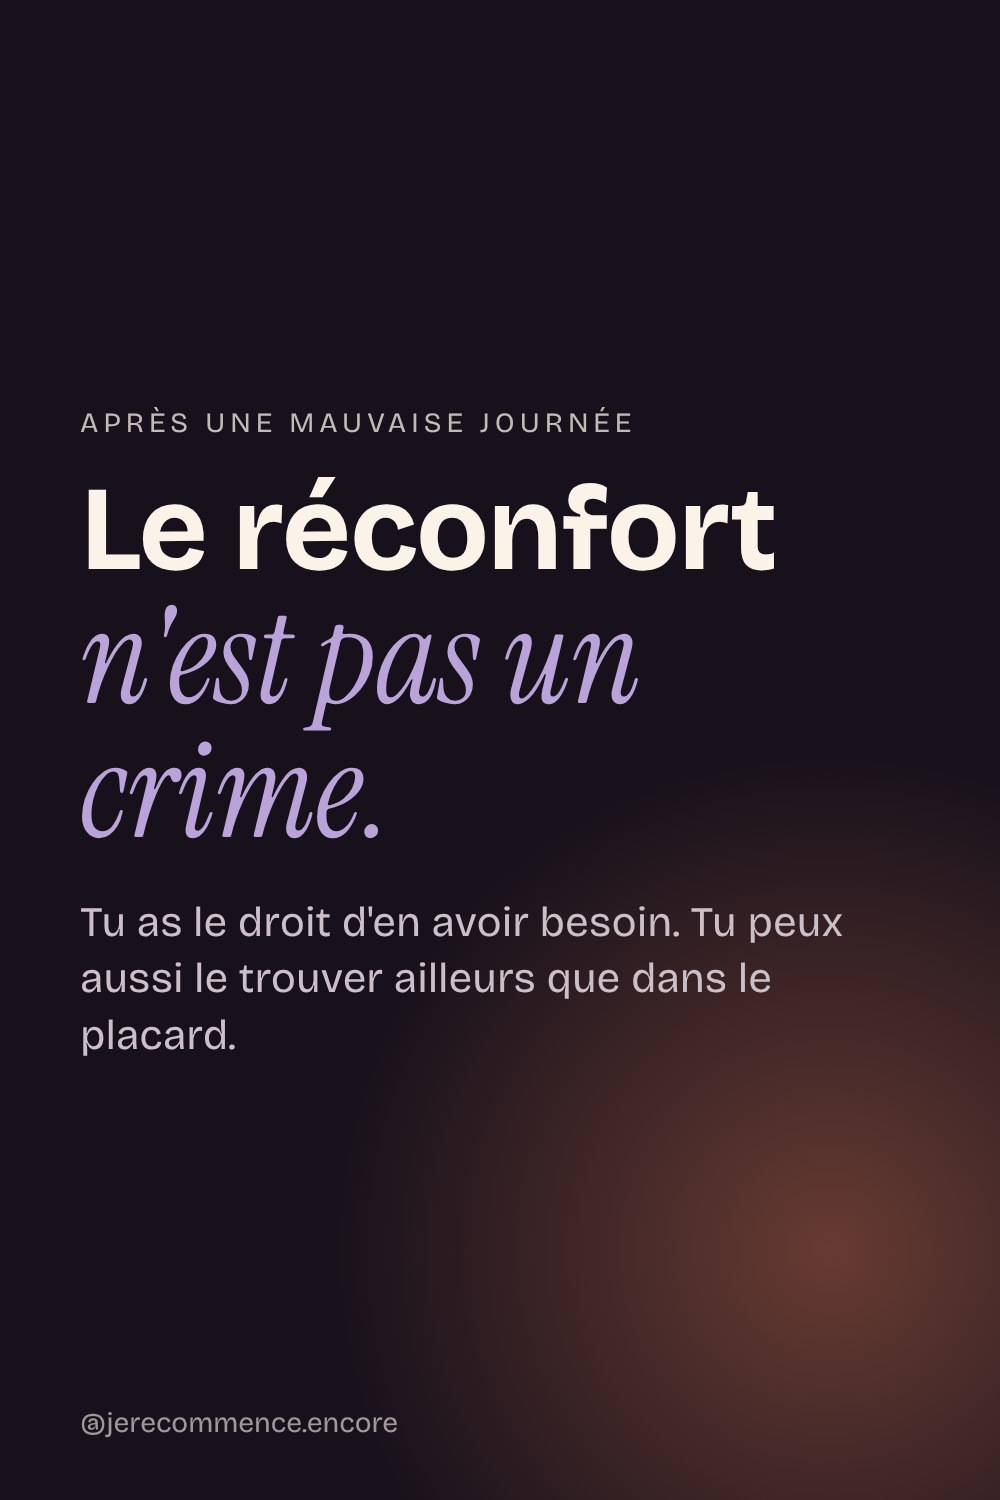 APRÈS UNE MAUVAISE JOURNÉE
Le réconfort
n'est pas un
crime.
Tu as le droit d'en avoir besoin. Tu peux
aussi le trouver ailleurs que dans le
placard.
@jerecommence.encore